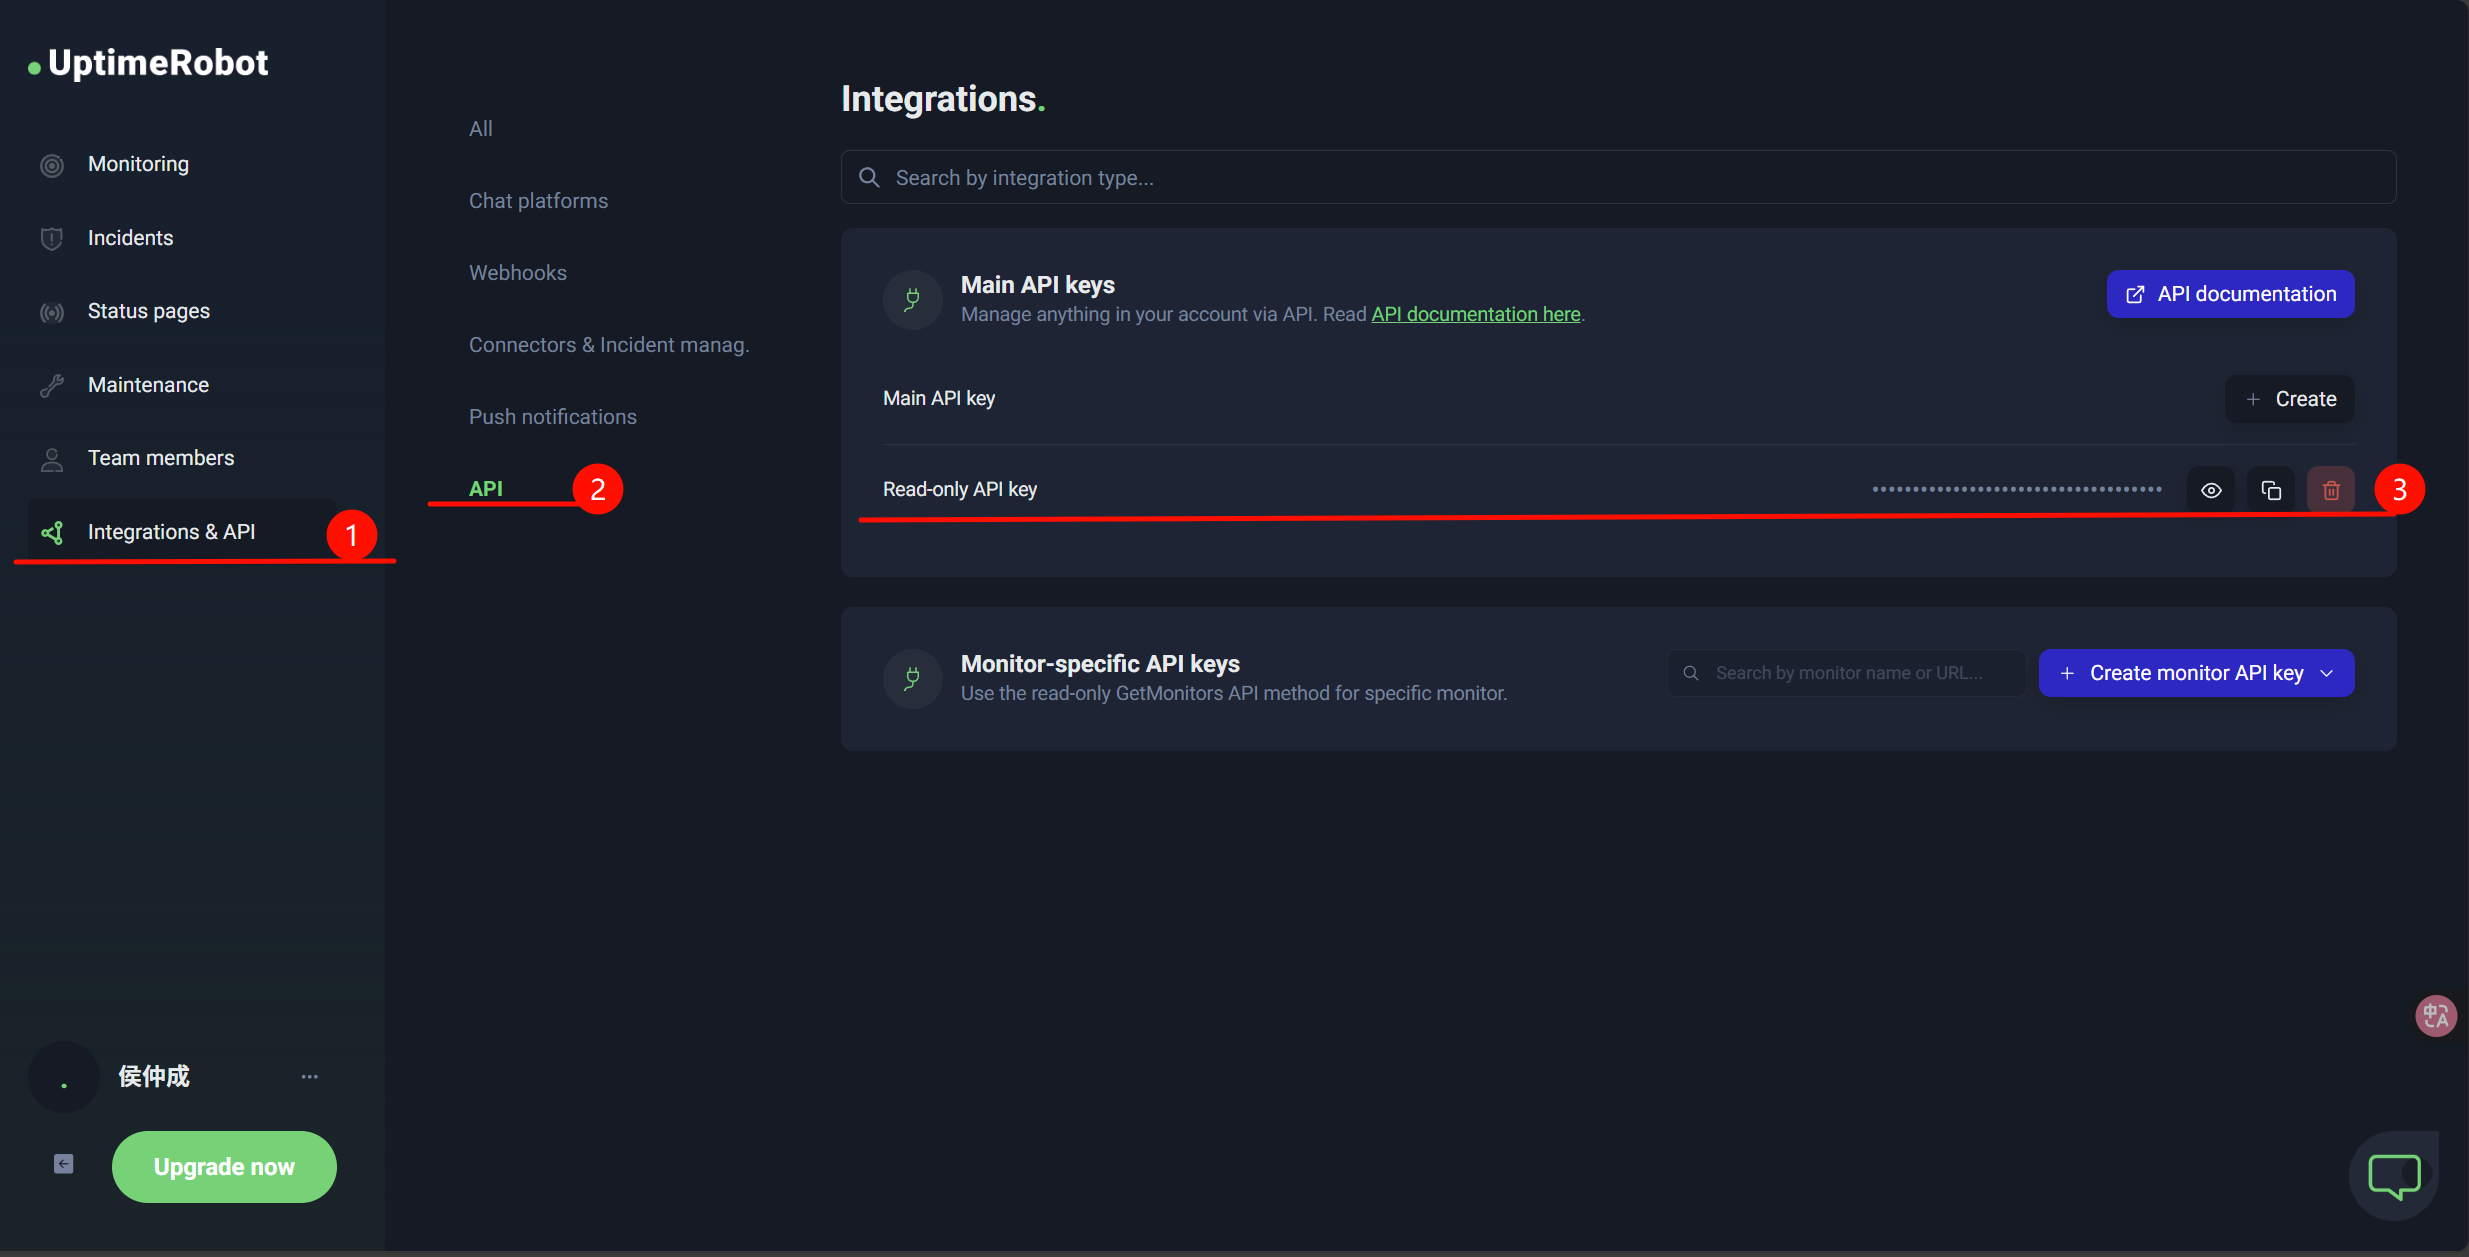 UptimeRobot
Monitoring
Incidents
Status pages
Maintenance
Team members
Integrations & API
1
侯仲成
Upgrade now
All
Chat platforms
Webhooks
Connectors & Incident manag.
Push notifications
API
2
Integrations.
Search by integration type...
Main API keys
Manage anything in your account via API. Read API documentation here.
API documentation
Main API key
Create
Read-only API key
3
Monitor-specific API keys
Use the read-only GetMonitors API method for specific monitor.
Search by monitor name or URL...
Create monitor API key
中A